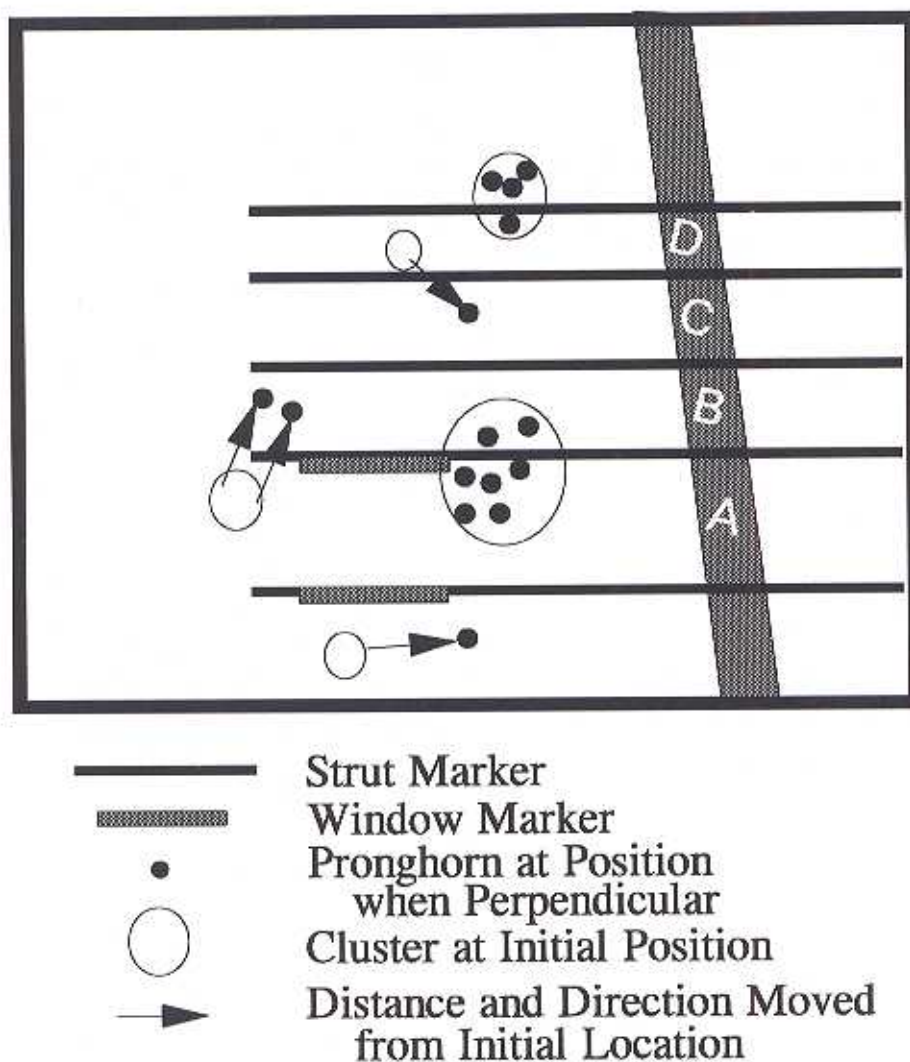 D
C
B
A
Strut Marker
Window Marker
Pronghorn at Position
when Perpendicular
Cluster at Initial Position
Distance and Direction Moved
from Initial Location